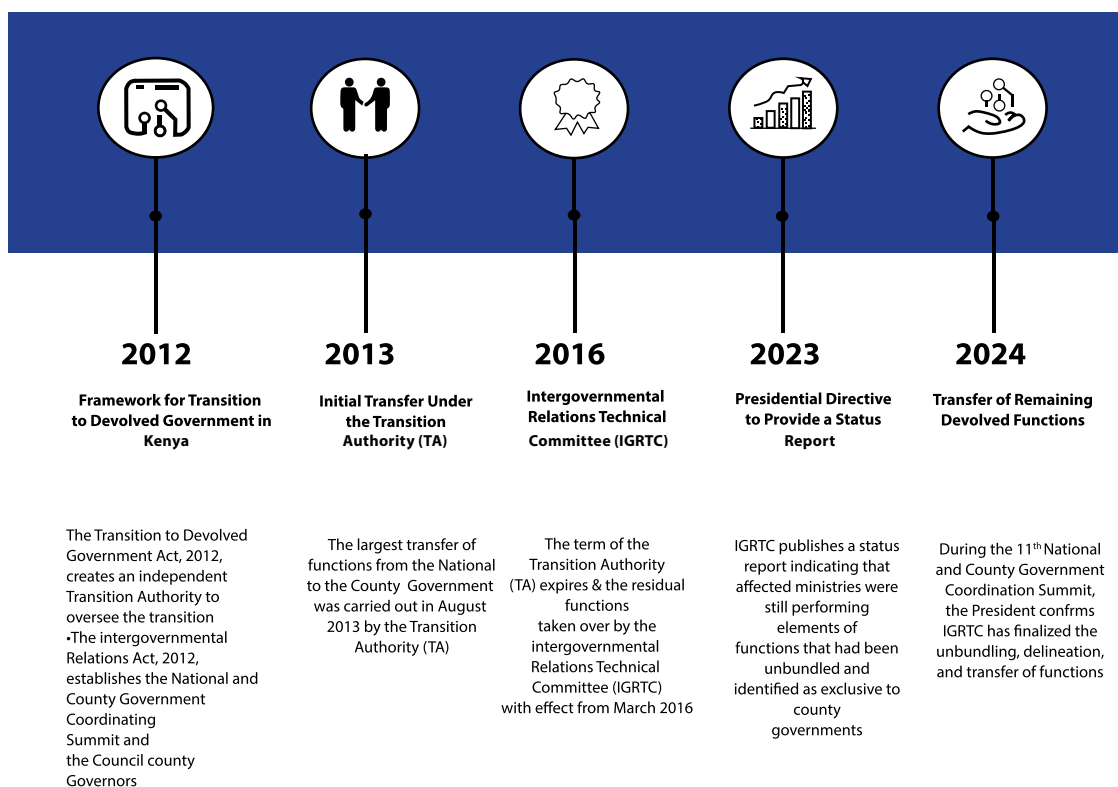 2012
Framework for Transition
to Devolved Government in
Kenya
The Transition to Devolved
Government Act, 2012,
creates an independent
Transition Authority to
oversee the transition
•The intergovernmental
Relations Act, 2012,
establishes the National and
County Government
Coordinating
Summit and
the Council county
Governors
2013
Initial Transfer Under
the Transition
Authority (TA)
The largest transfer of
functions from the National
to the County Government
was carried out in August
2013 by the Transition
Authority (TA)
2016
Intergovernmental
Relations Technical
Committee (IGRTC)
The term of the
Transition Authority
(TA) expires & the residual
functions
taken over by the
intergovernmental
Relations Technical
Committee (IGRTC)
with effect from March 2016
2023
Presidential Directive
to Provide a Status
Report
IGRTC publishes a status
report indicating that
affected ministries were
still performing
elements of
functions that had been
unbundled and
identified as exclusive to
county
governments
2024
Transfer of Remaining
Devolved Functions
During the 11th National
and County Government
Coordination Summit,
the President confrms
IGRTC has finalized the
unbundling, delineation,
and transfer of functions